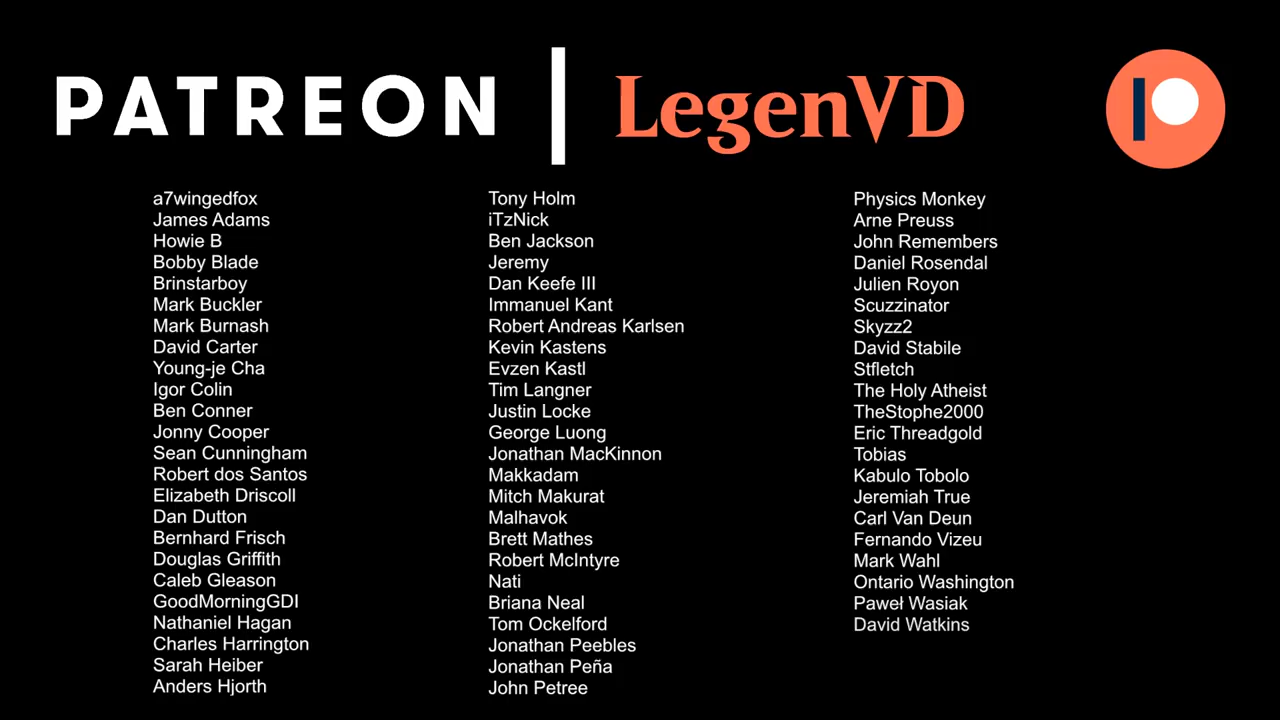 PATREON | LegenVD
a7wingedfox
James Adams
Howie B
Bobby Blade
Brinstarboy
Mark Buckler
Mark Burnash
David Carter
Young-je Cha
Igor Colin
Ben Conner
Jonny Cooper
Sean Cunningham
Robert dos Santos
Elizabeth Driscoll
Dan Dutton
Bernhard Frisch
Douglas Griffith
Caleb Gleason
GoodMorningGDI
Nathaniel Hagan
Charles Harrington
Sarah Heiber
Anders Hjorth
Tony Holm
iTzNick
Ben Jackson
Jeremy
Dan Keefe III
Immanuel Kant
Robert Andreas Karlsen
Kevin Kastens
Evzen Kastl
Tim Langner
Justin Locke
George Luong
Jonathan MacKinnon
Makkadam
Mitch Makurat
Malhavok
Brett Mathes
Robert McIntyre
Nati
Briana Neal
Tom Ockelford
Jonathan Peebles
Jonathan Peña
John Petree
Physics Monkey
Arne Preuss
John Remembers
Daniel Rosendal
Julien Royon
Scuzzinator
Skyzz2
David Stabile
Stfletch
The Holy Atheist
TheStophe2000
Eric Threadgold
Tobias
Kabulo Tobolo
Jeremiah True
Carl Van Deun
Fernando Vizeu
Mark Wahl
Ontario Washington
Paweł Wasiak
David Watkins